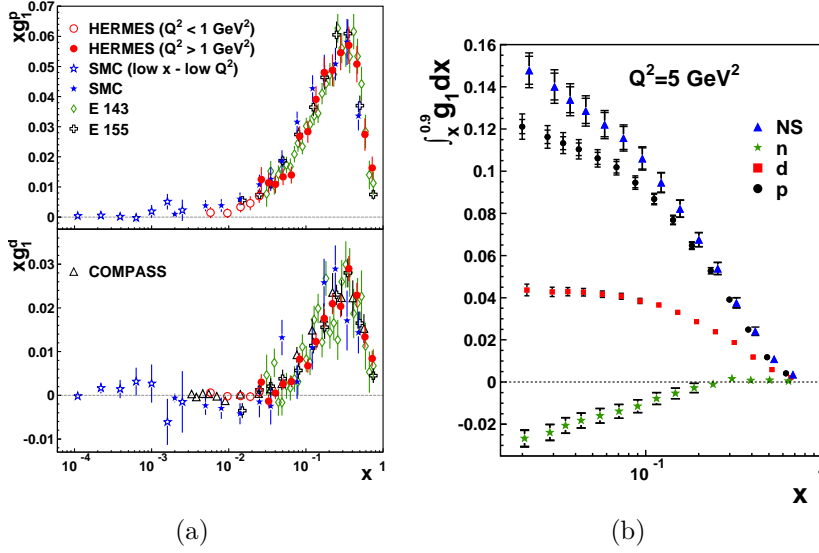 xg₁ᵖ
0.07
0.06
0.05
0.04
0.03
0.02
0.01
0
HERMES (Q² < 1 GeV²)
HERMES (Q² > 1 GeV²)
SMC (low x - low Q²)
SMC
E 143
E 155
xg₁ᵈ
0.03
0.02
0.01
0
-0.01
COMPASS
10⁻⁴ 10⁻³ 10⁻² 10⁻¹ 1
x
(a)
∫ₓ⁰·⁹ g₁dx
0.16
0.14
0.12
0.1
0.08
0.06
0.04
0.02
0
-0.02
Q²=5 GeV²
NS
n
d
p
10⁻¹ 1
x
(b)